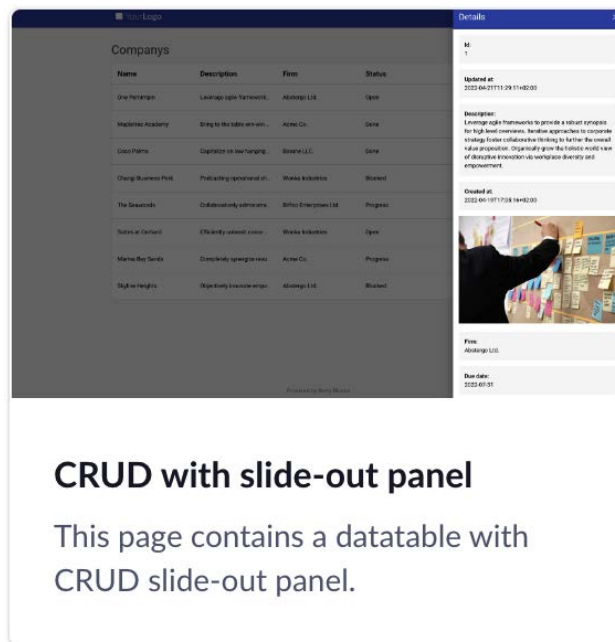 YourLogo
Details
Companys
Name Description Firm Status
One Paramount Leverage agile framework... Abstergo Ltd. Open
Mapletree Academy Bring to the table win-win... Acme Co. Done
Coco Palms Capitalize on low hanging... Binane LLC. Done
Changi Business Park Podcasting operational ch... Wonka Industries Blocked
The Seawoods Collaboratively administra... Biffco Enterprises Ltd. Progress
Suites at Orchard Efficiently unleash cross-... Wonka Industries Open
Marina Bay Sands Completely synergize resu... Acme Co. Progress
Skyline Heights Objectively innovate empo... Abstergo Ltd. Blocked
Id:
1
Updated at:
2022-04-21T11:29:11+02:00
Description:
Leverage agile frameworks to provide a robust synopsis
for high level overviews. Iterative approaches to corporate
strategy foster collaborative thinking to further the overall
value proposition. Organically grow the holistic world view
of disruptive innovation via workplace diversity and
empowerment.
Created at:
2022-04-19T17:05:16+02:00
Firm:
Abstergo Ltd.
Due date:
2022-07-31
CRUD with slide-out panel
This page contains a datatable with
CRUD slide-out panel.